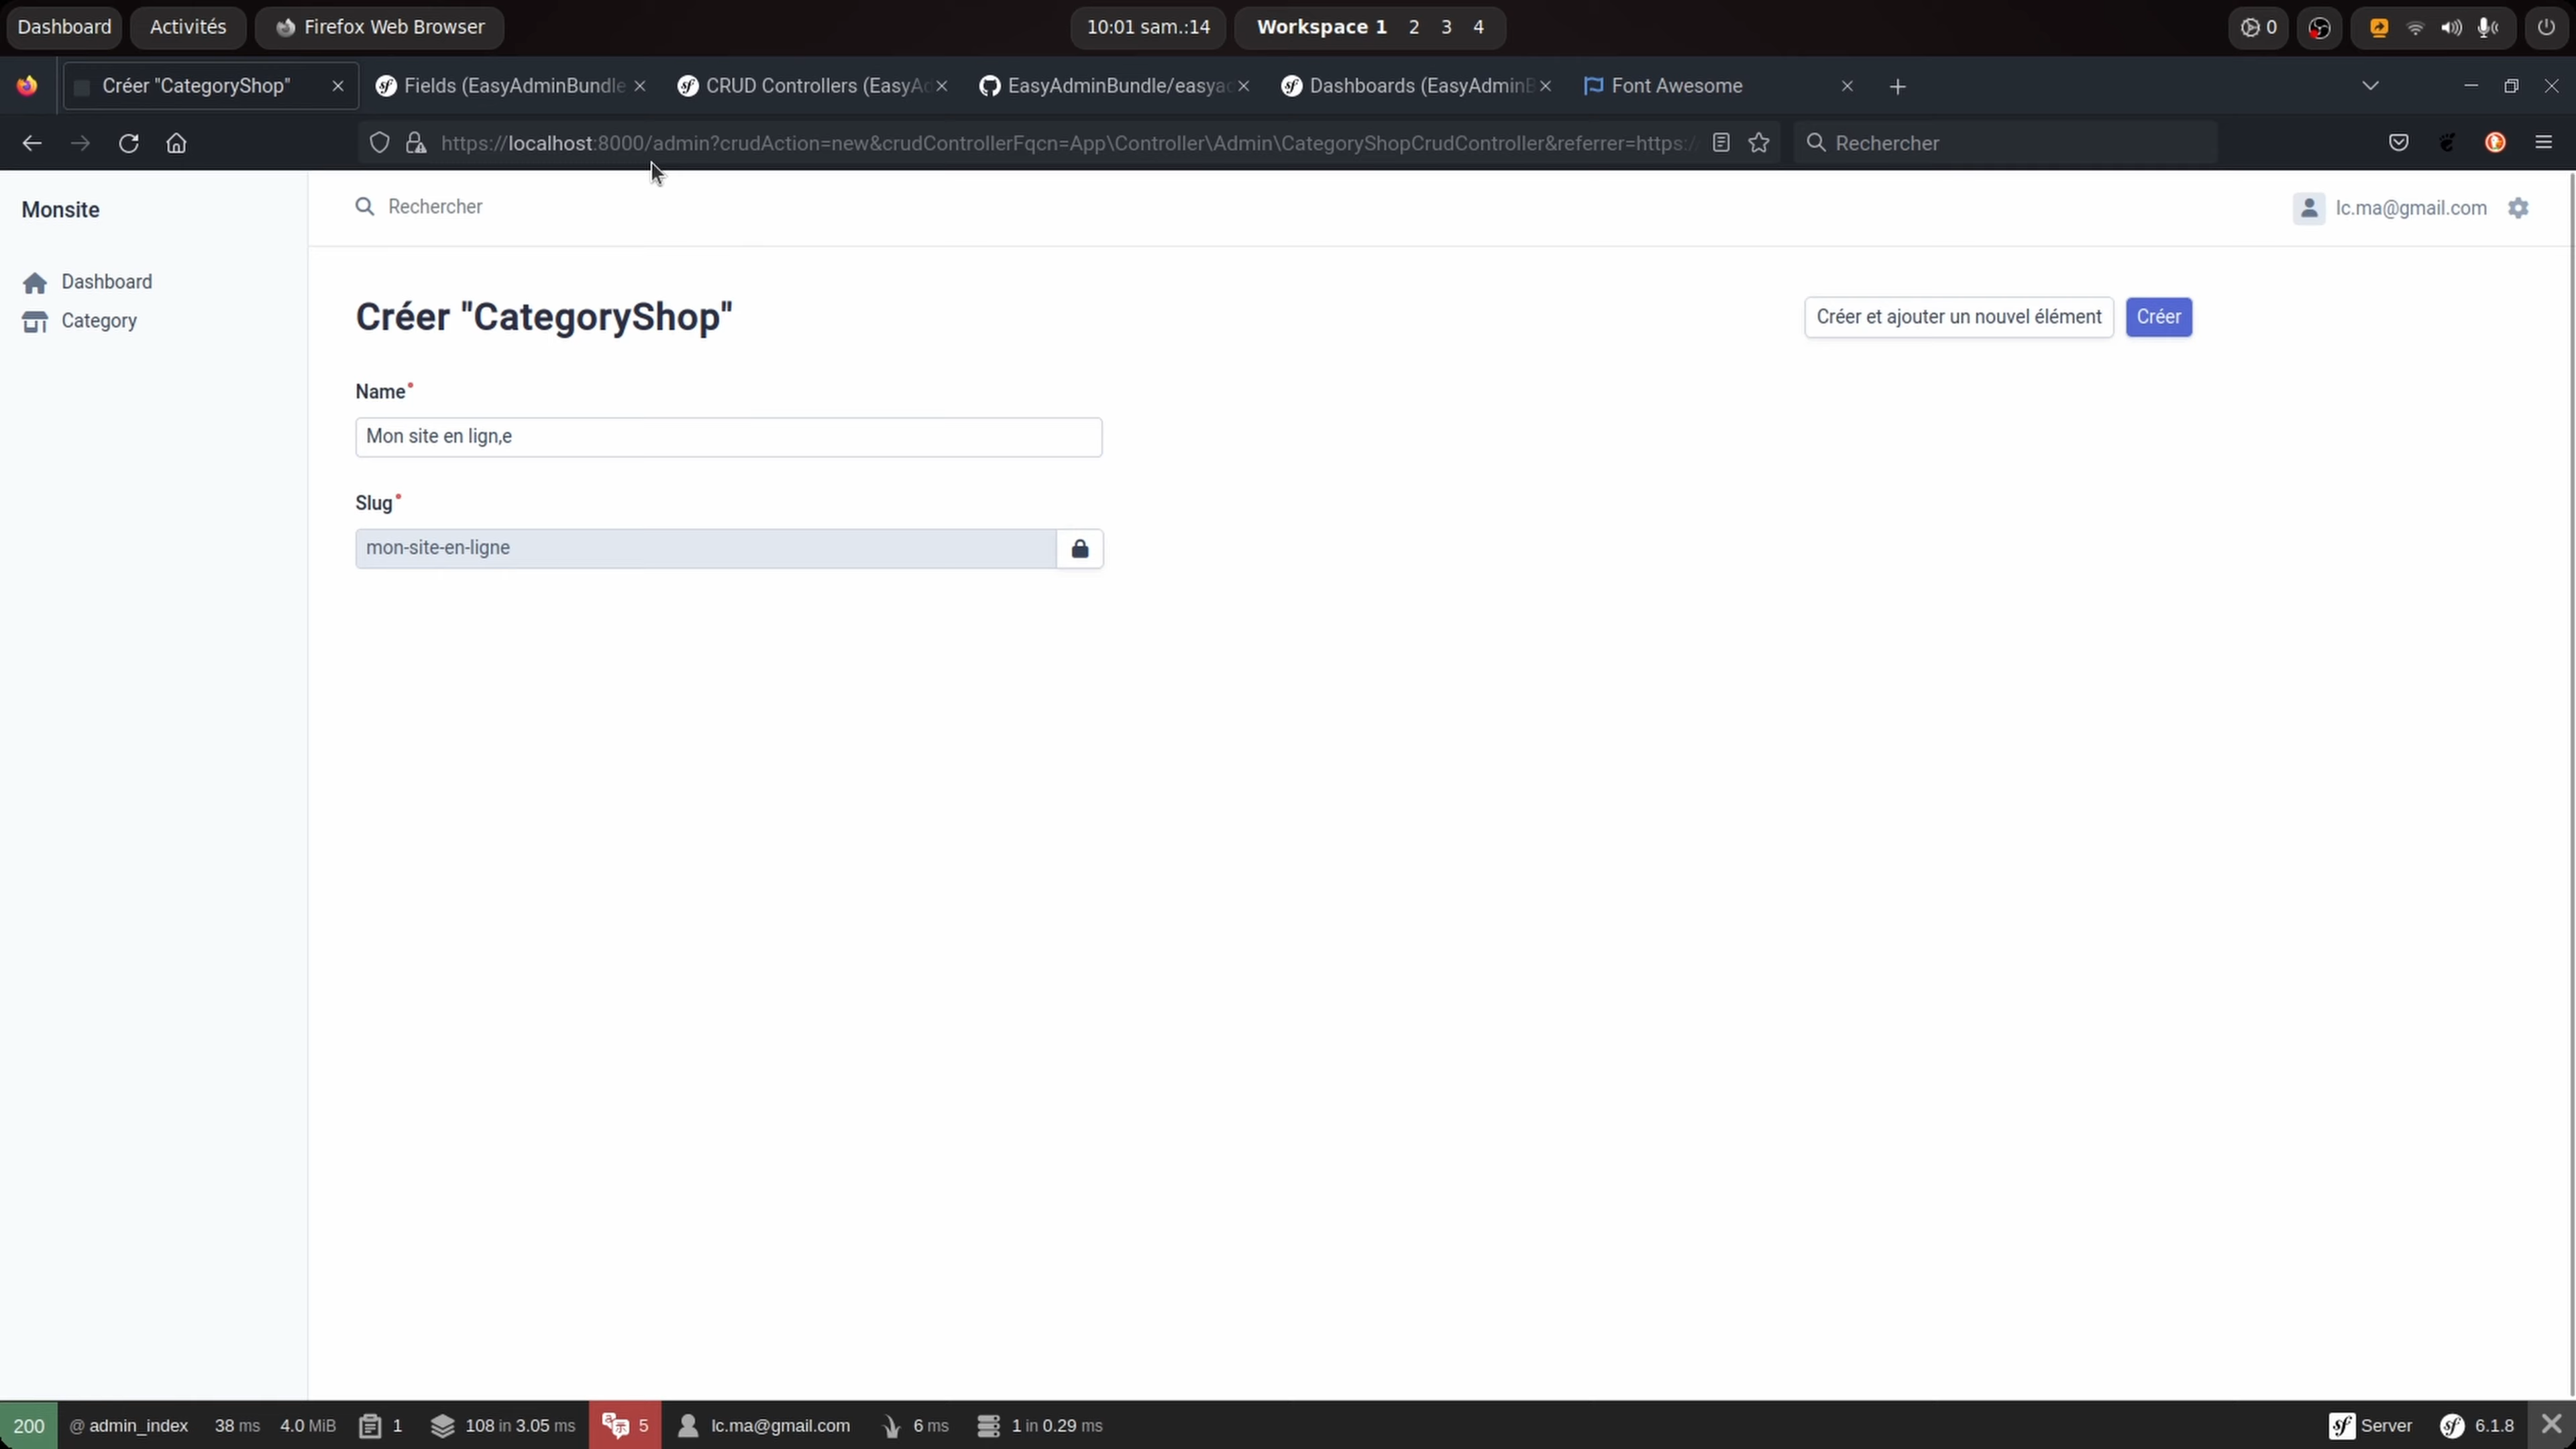 Dashboard Activités Firefox Web Browser 10:01 sam.:14 Workspace 1 2 3 4 0
Créer "CategoryShop" Fields (EasyAdminBundle CRUD Controllers (EasyAd EasyAdminBundle/easyad Dashboards (EasyAdminB Font Awesome
https://localhost:8000/admin?crudAction=new&crudControllerFqcn=App\Controller\Admin\CategoryShopCrudController&referrer=https:/ Rechercher
Monsite
Rechercher
lc.ma@gmail.com
Dashboard
Category
Créer "CategoryShop"
Créer et ajouter un nouvel élément Créer
Name
Mon site en lign,e
Slug
mon-site-en-ligne
200 @ admin_index 38 ms 4.0 MiB 1 108 in 3.05 ms 5 lc.ma@gmail.com 6 ms 1 in 0.29 ms sf Server sf 6.1.8